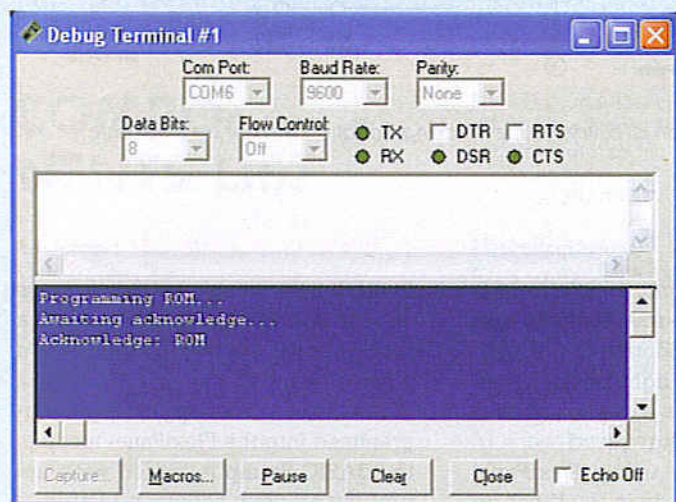 Debug Terminal #1
Com Port: Baud Rate: Parity:
COM6 9600 None
Data Bits: Flow Control:
8 Off
TX DTR RTS
RX DSR CTS
Programming ROM...
Awaiting acknowledge...
Acknowledge: ROM
Capture... Macros... Pause Clear Close Echo Off